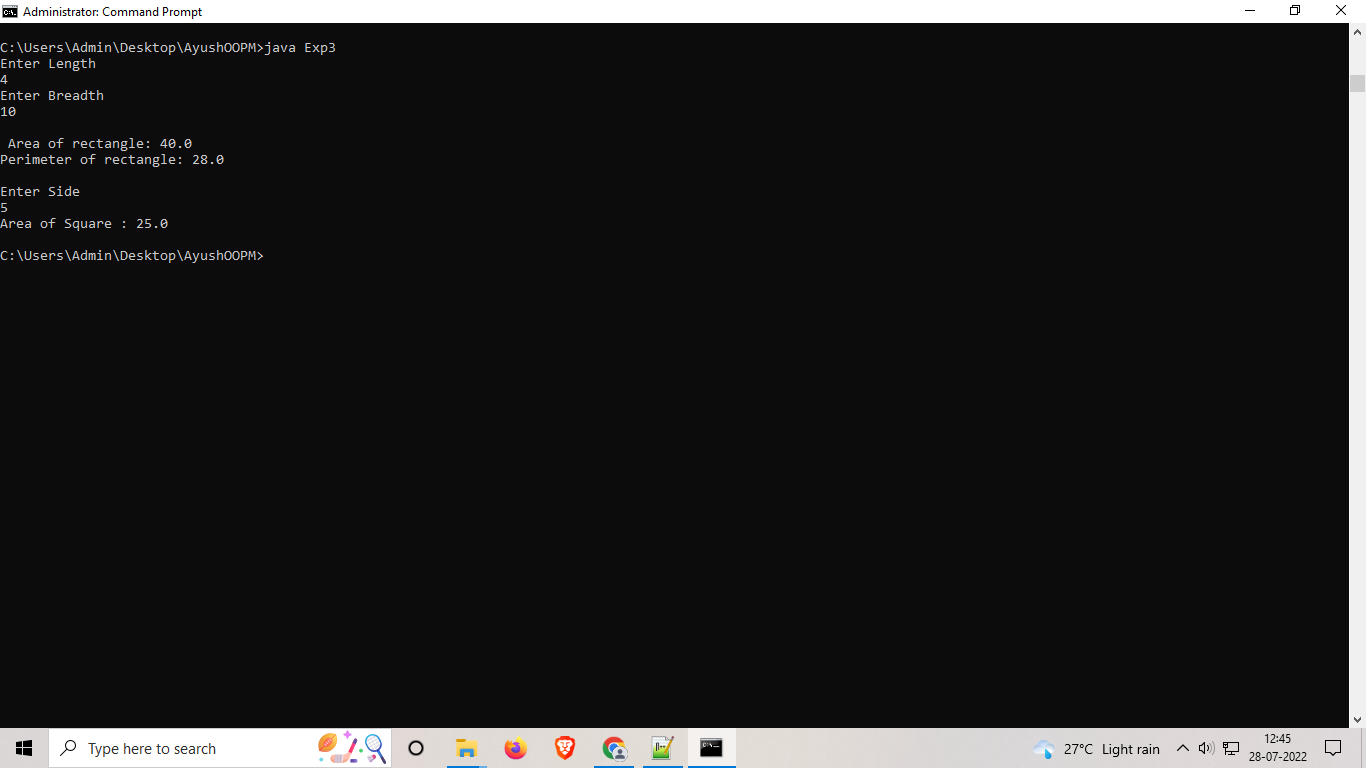 Administrator: Command Prompt
C:\Users\Admin\Desktop\AyushOOPM>java Exp3
Enter Length
4
Enter Breadth
10
Area of rectangle: 40.0
Perimeter of rectangle: 28.0
Enter Side
5
Area of Square : 25.0
C:\Users\Admin\Desktop\AyushOOPM>
Type here to search
27°C Light rain
12:45
28-07-2022